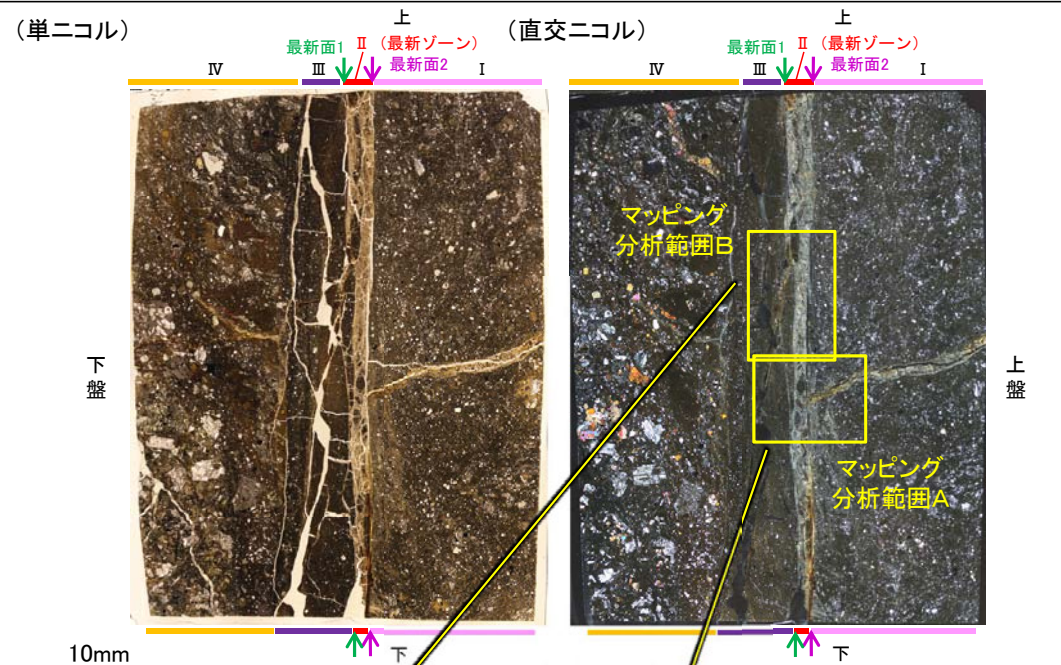 (単ニコル)
上
最新面1
Ⅱ (最新ゾーン)
最新面2
Ⅳ
Ⅲ
Ⅰ
下
盤
10mm
下
(直交ニコル)
上
最新面1
Ⅱ (最新ゾーン)
最新面2
Ⅳ
Ⅲ
Ⅰ
マッピング
分析範囲B
マッピング
分析範囲A
上
盤
下